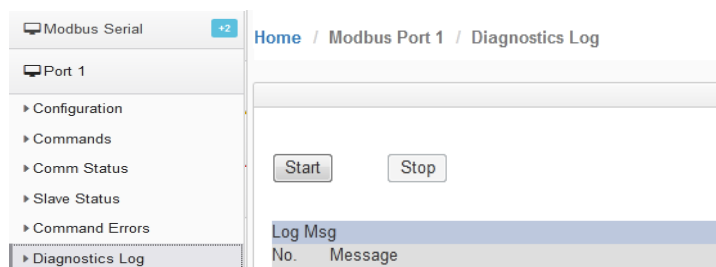 Modbus Serial +2
Port 1
Configuration
Commands
Comm Status
Slave Status
Command Errors
Diagnostics Log
Home / Modbus Port 1 / Diagnostics Log
Start Stop
Log Msg
No. Message